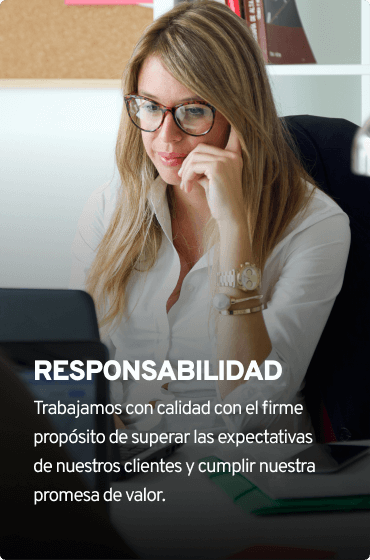 RESPONSABILIDAD
Trabajamos con calidad con el firme
propósito de superar las expectativas
de nuestros clientes y cumplir nuestra
promesa de valor.